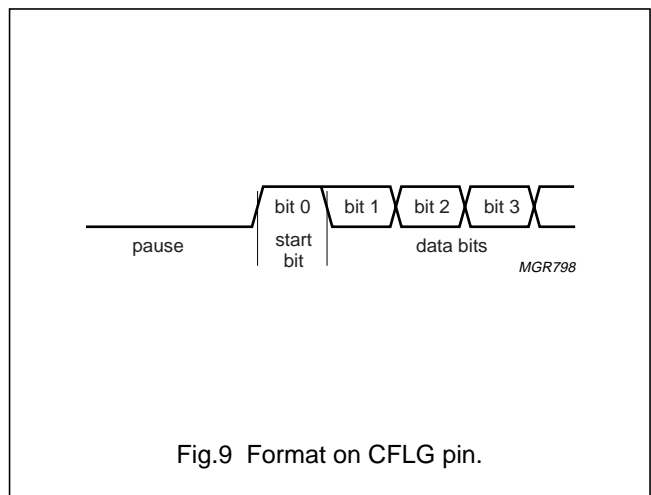 bit 0 bit 1 bit 2 bit 3
pause start bit data bits
MGR798
Fig.9 Format on CFLG pin.